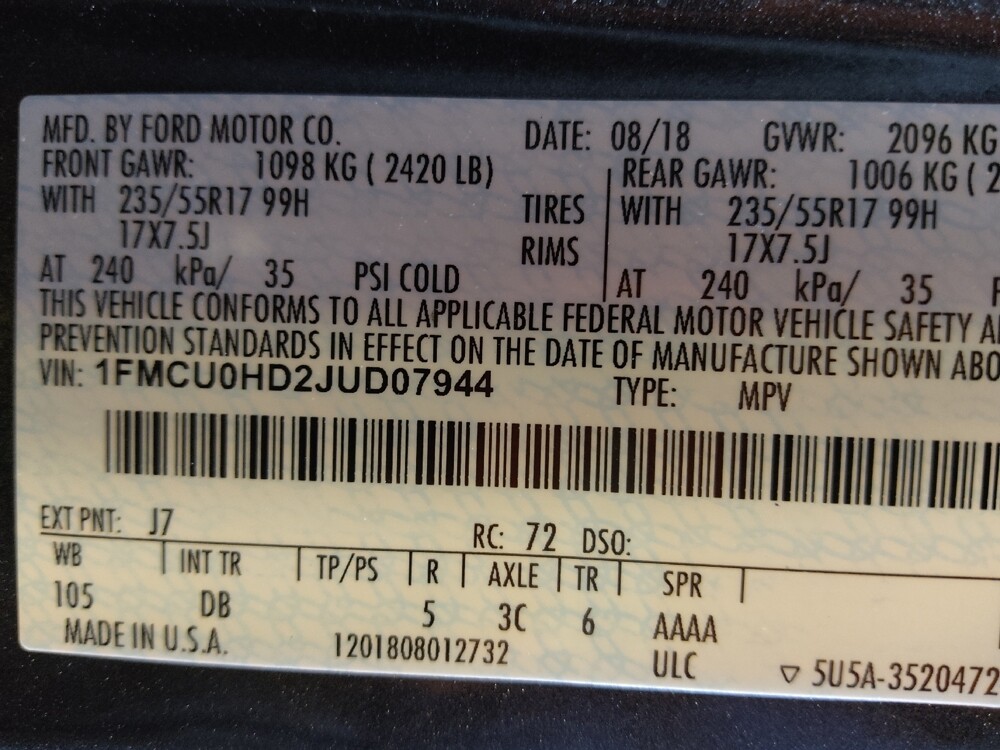 MFD. BY FORD MOTOR CO. DATE: 08/18 GVWR: 2096 KG
FRONT GAWR: 1098 KG ( 2420 LB) REAR GAWR: 1006 KG ( 2
WITH 235/55R17 99H TIRES WITH 235/55R17 99H
17X7.5J RIMS 17X7.5J
AT 240 kPa/ 35 PSI COLD AT 240 kPa/ 35
THIS VEHICLE CONFORMS TO ALL APPLICABLE FEDERAL MOTOR VEHICLE SAFETY
PREVENTION STANDARDS IN EFFECT ON THE DATE OF MANUFACTURE SHOWN ABO
VIN: 1FMCU0HD2JUD07944 TYPE: MPV
EXT PNT: J7 RC: 72 DSO:
WB INT TR TP/PS R AXLE TR SPR
105 DB 5 3C 6 AAAA
MADE IN U.S.A. 1201808012732 ULC ▽ 5U5A-3520472